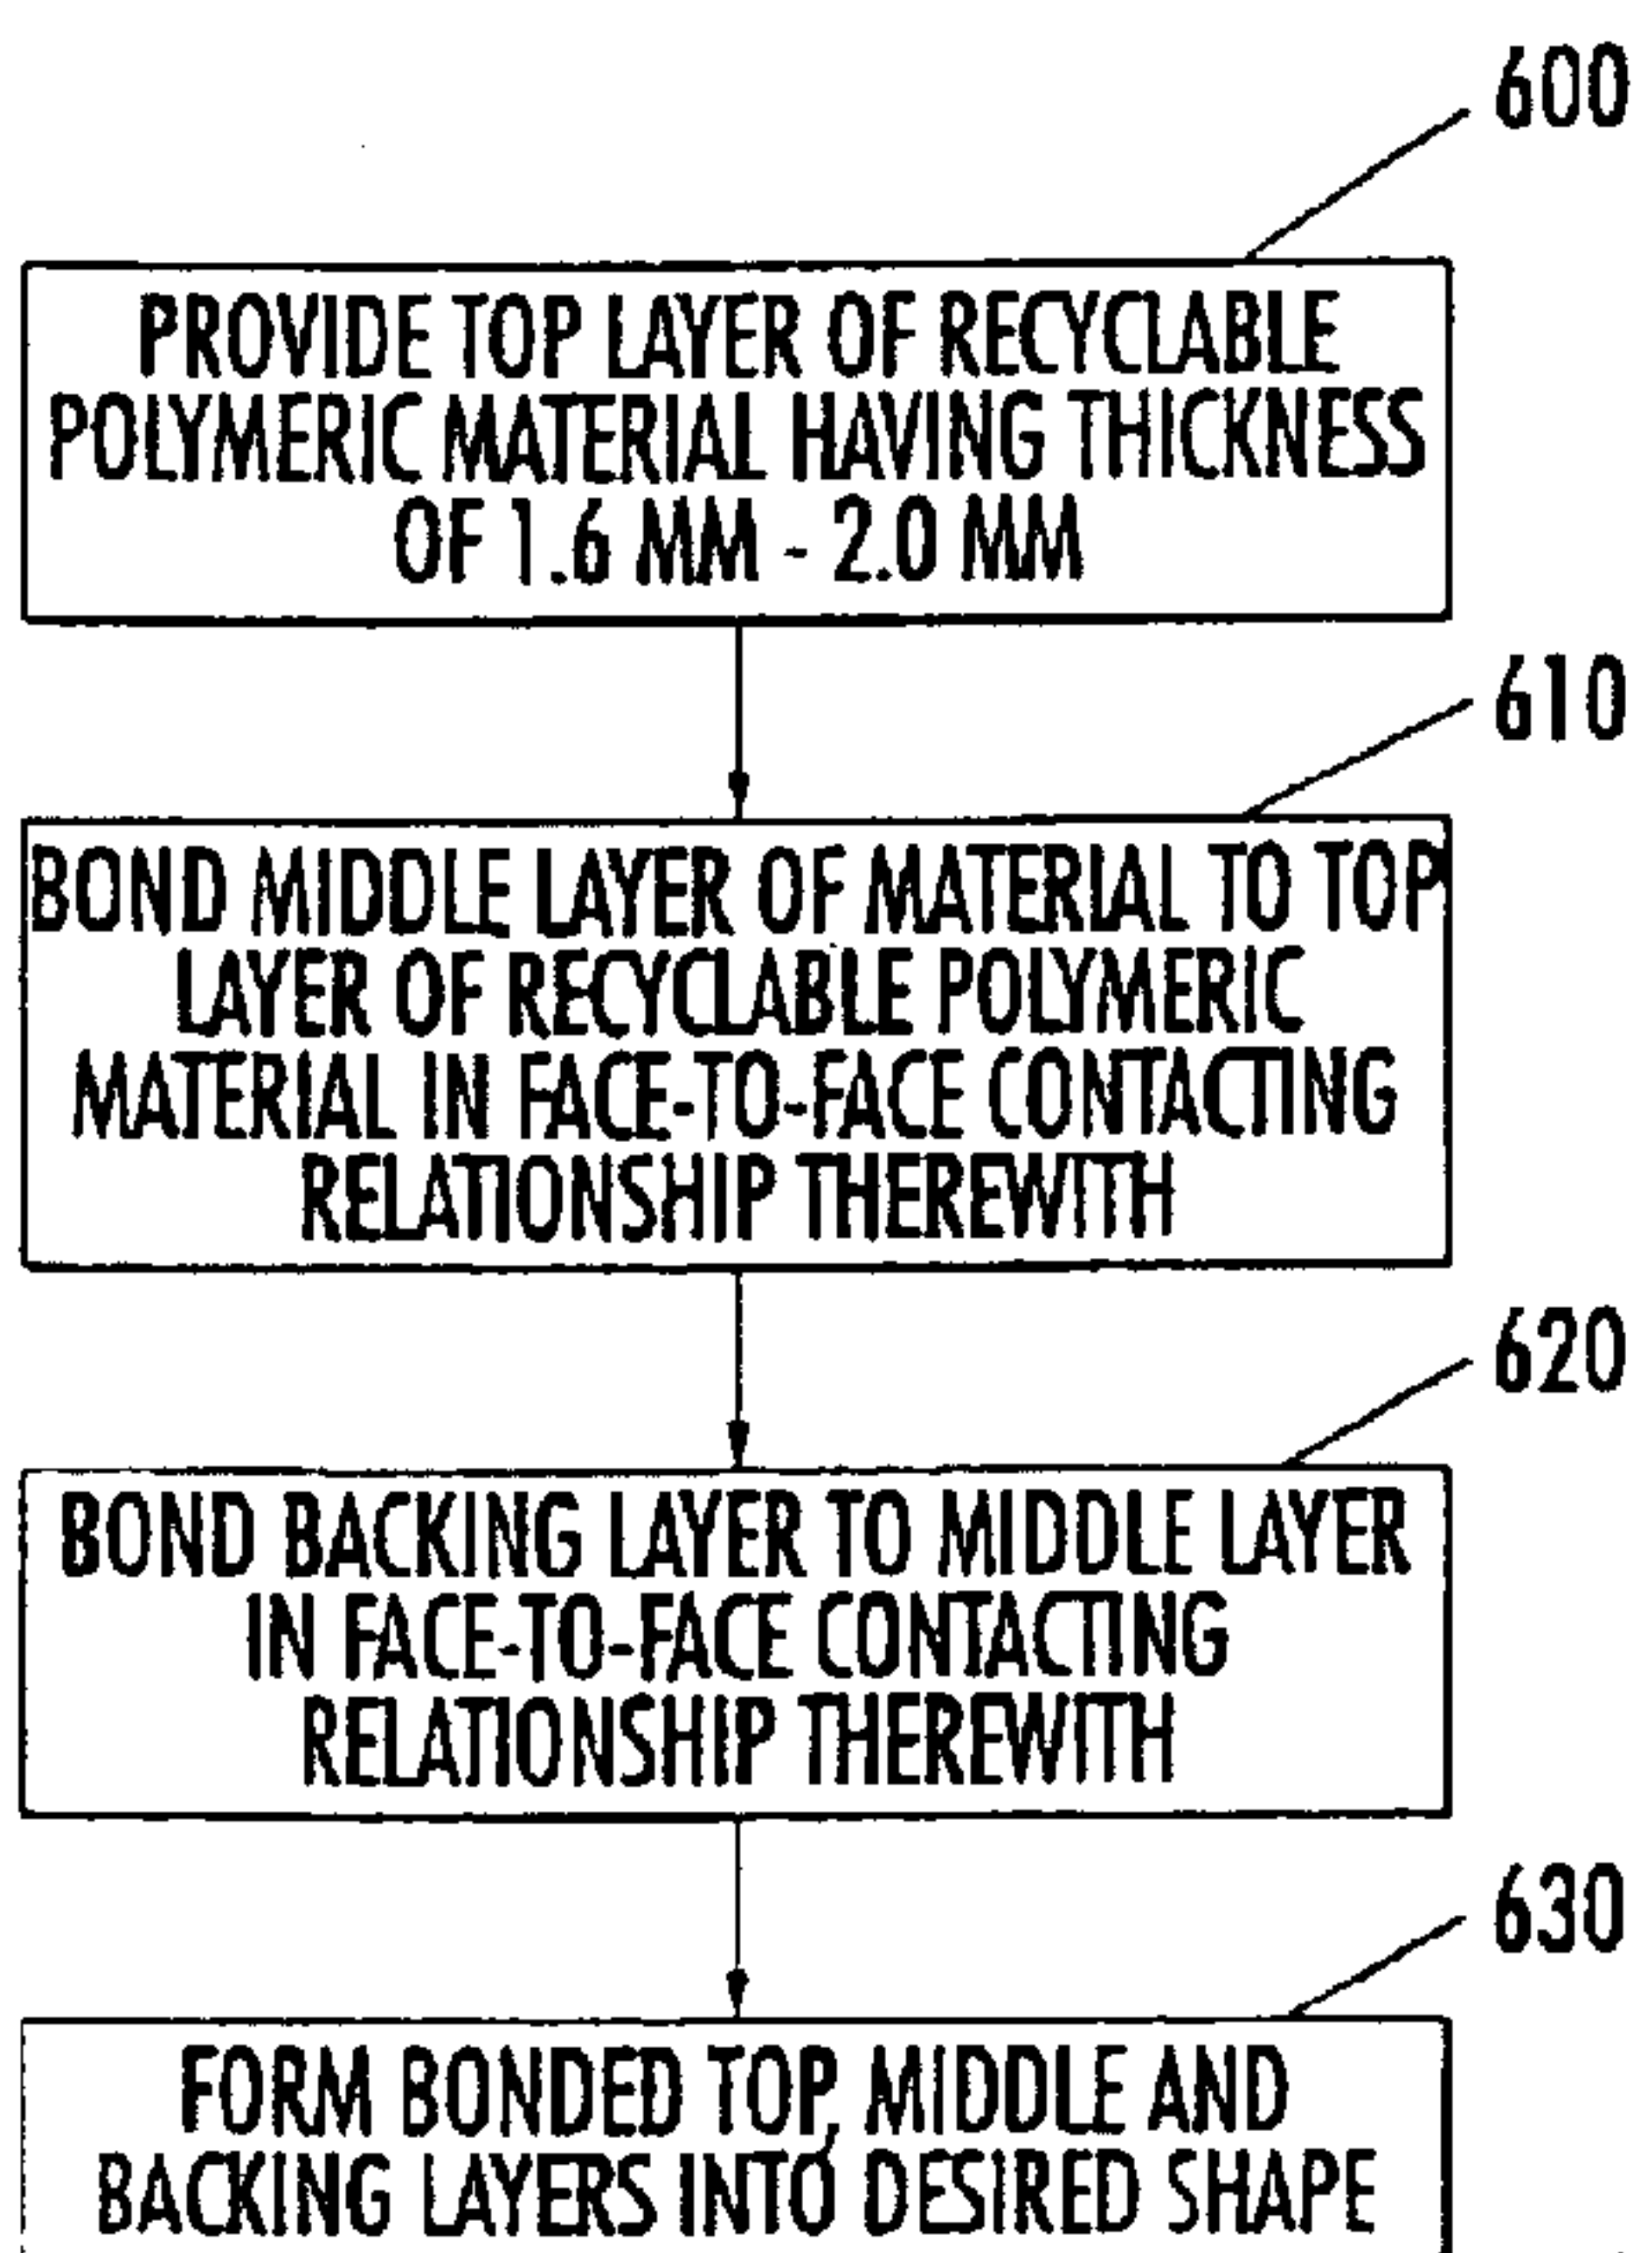 600
PROVIDE TOP LAYER OF RECYCLABLE
POLYMERIC MATERIAL HAVING THICKNESS
OF 1.6 MM - 2.0 MM
610
BOND MIDDLE LAYER OF MATERIAL TO TOP
LAYER OF RECYCLABLE POLYMERIC
MATERIAL IN FACE-TO-FACE CONTACTING
RELATIONSHIP THEREWITH
620
BOND BACKING LAYER TO MIDDLE LAYER
IN FACE-TO-FACE CONTACTING
RELATIONSHIP THEREWITH
630
FORM BONDED TOP, MIDDLE AND
BACKING LAYERS INTO DESIRED SHAPE